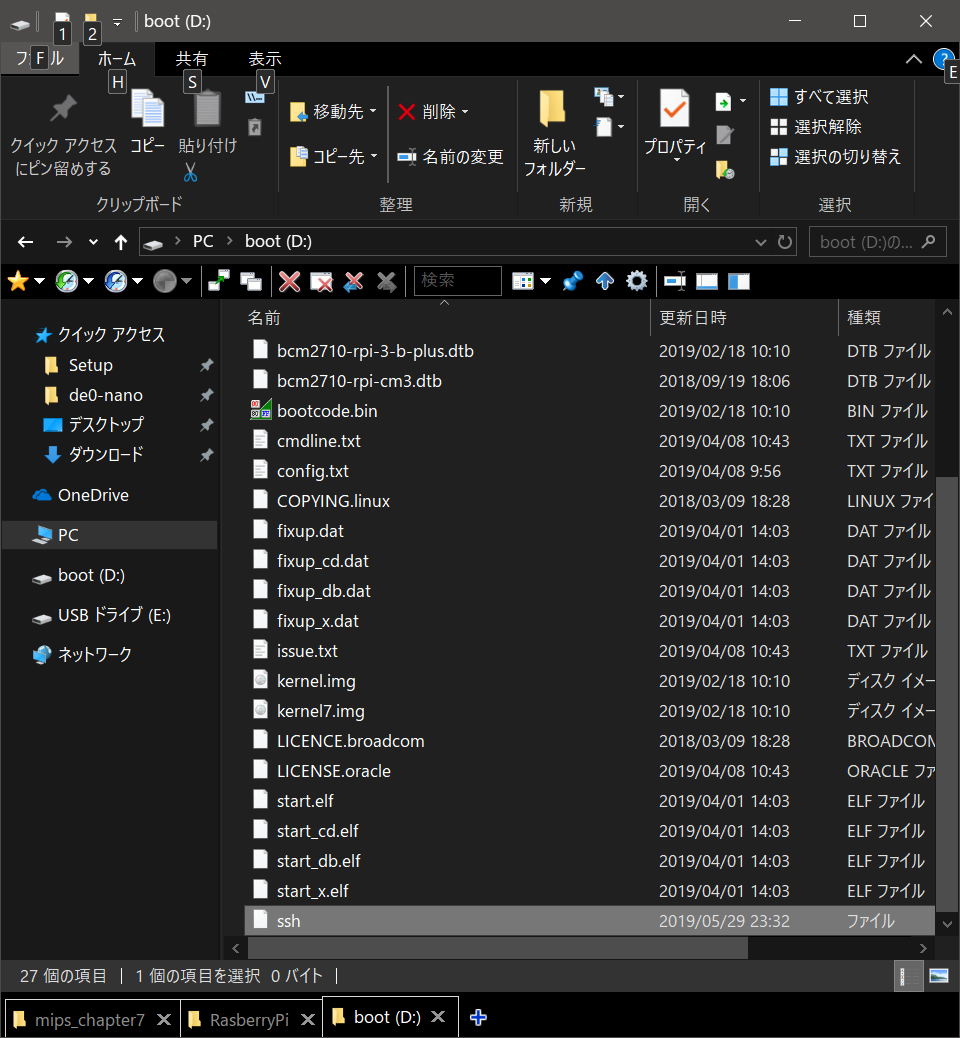 boot (D:)
1 2
ファイル F ホーム 共有 表示
H S V E
クイック アクセス
にピン留めする
コピー
貼り付け
移動先
コピー先
削除
名前の変更
新しい
フォルダー
プロパティ
すべて選択
選択解除
選択の切り替え
クリップボード 整理 新規 開く 選択
PC boot (D:) boot (D:)の...
検索
名前 更新日時 種類
クイック アクセス
Setup
de0-nano
デスクトップ
ダウンロード
OneDrive
PC
boot (D:)
USB ドライブ (E:)
ネットワーク
bcm2710-rpi-3-b-plus.dtb 2019/02/18 10:10 DTB ファイル
bcm2710-rpi-cm3.dtb 2018/09/19 18:06 DTB ファイル
bootcode.bin 2019/02/18 10:10 BIN ファイル
cmdline.txt 2019/04/08 10:43 TXT ファイル
config.txt 2019/04/08 9:56 TXT ファイル
COPYING.linux 2018/03/09 18:28 LINUX ファイ
fixup.dat 2019/04/01 14:03 DAT ファイル
fixup_cd.dat 2019/04/01 14:03 DAT ファイル
fixup_db.dat 2019/04/01 14:03 DAT ファイル
fixup_x.dat 2019/04/01 14:03 DAT ファイル
issue.txt 2019/04/08 10:43 TXT ファイル
kernel.img 2019/02/18 10:10 ディスク イメー
kernel7.img 2019/02/18 10:10 ディスク イメー
LICENCE.broadcom 2018/03/09 18:28 BROADCOM
LICENSE.oracle 2019/04/08 10:43 ORACLE ファ
start.elf 2019/04/01 14:03 ELF ファイル
start_cd.elf 2019/04/01 14:03 ELF ファイル
start_db.elf 2019/04/01 14:03 ELF ファイル
start_x.elf 2019/04/01 14:03 ELF ファイル
ssh 2019/05/29 23:32 ファイル
27 個の項目 1 個の項目を選択 0 バイト
mips_chapter7 RasberryPi boot (D:)